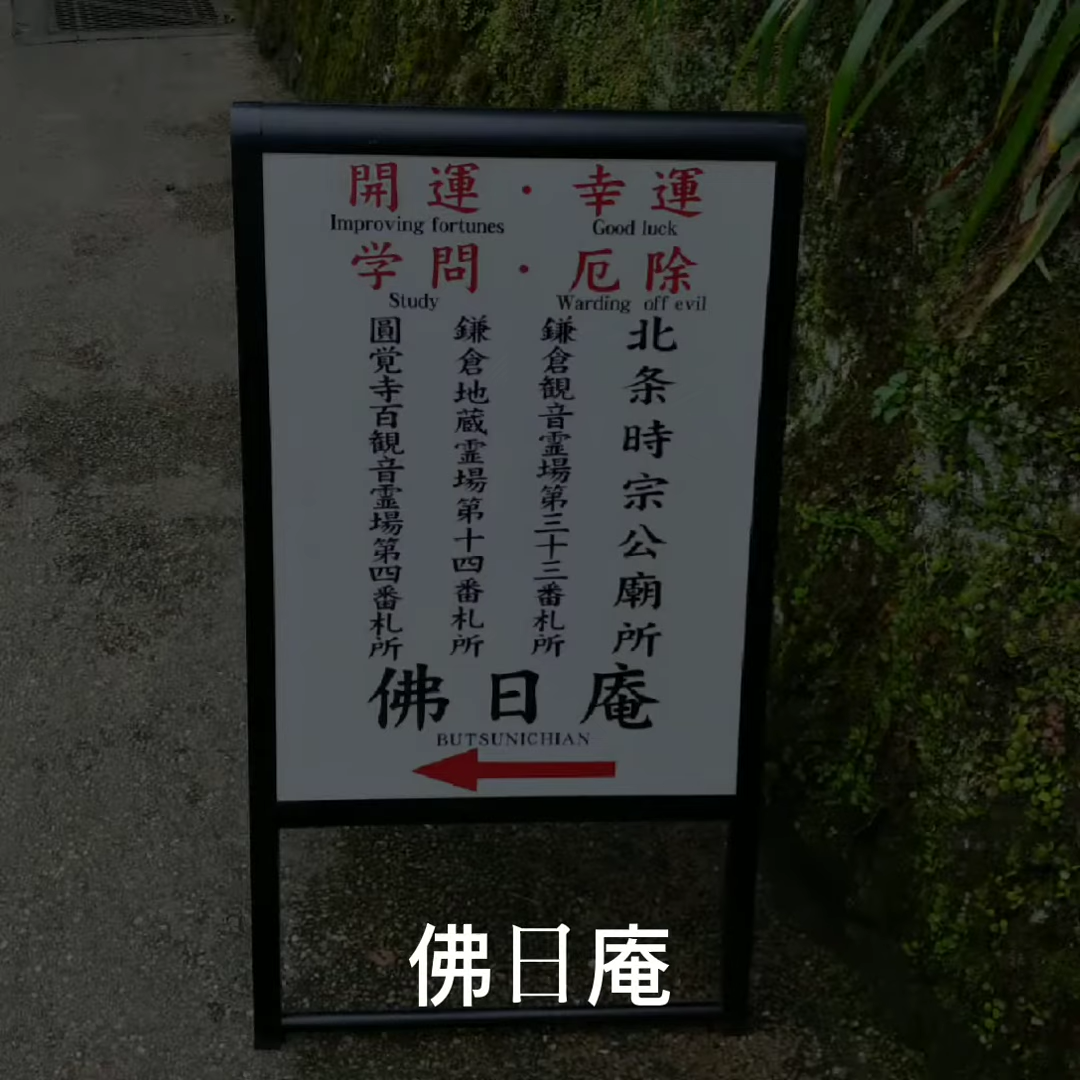 開運・幸運
Improving fortunes Good luck
学問・厄除
Study Warding off evil
北条時宗公廟所
鎌倉観音霊場第三十三番札所
鎌倉地蔵霊場第十四番札所
圓覚寺百観音霊場第四番札所
佛日庵
BUTSUNICHIAN
佛日庵